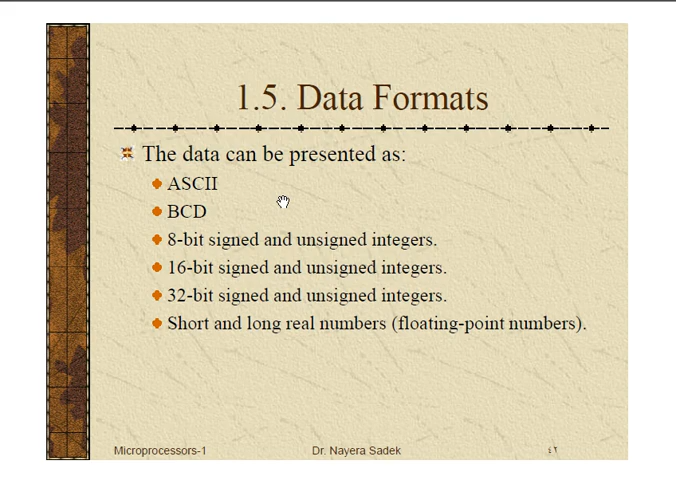 1.5. Data Formats
The data can be presented as:
ASCII
BCD
8-bit signed and unsigned integers.
16-bit signed and unsigned integers.
32-bit signed and unsigned integers.
Short and long real numbers (floating-point numbers).
Microprocessors-1
Dr. Nayera Sadek
٤٢